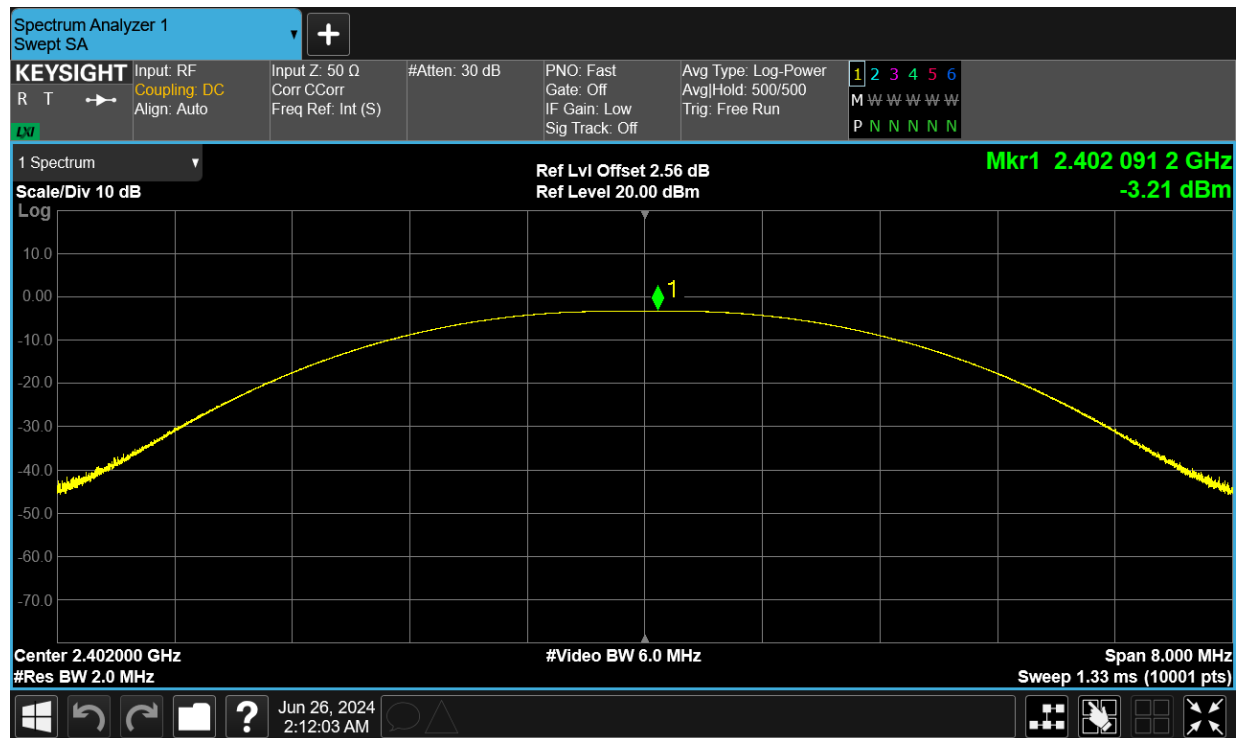 Spectrum Analyzer 1
Swept SA
KEYSIGHT
R T
LXI
Input: RF
Coupling: DC
Align: Auto
Input Z: 50 Ω
Corr CCorr
Freq Ref: Int (S)
#Atten: 30 dB
PNO: Fast
Gate: Off
IF Gain: Low
Sig Track: Off
Avg Type: Log-Power
Avg|Hold: 500/500
Trig: Free Run
1 2 3 4 5 6
M W W W W W
P N N N N N
1 Spectrum
Scale/Div 10 dB
Ref Lvl Offset 2.56 dB
Ref Level 20.00 dBm
Mkr1 2.402 091 2 GHz
-3.21 dBm
Log
10.0
0.00
-10.0
-20.0
-30.0
-40.0
-50.0
-60.0
-70.0
1
Center 2.402000 GHz
#Res BW 2.0 MHz
#Video BW 6.0 MHz
Span 8.000 MHz
Sweep 1.33 ms (10001 pts)
?
Jun 26, 2024
2:12:03 AM